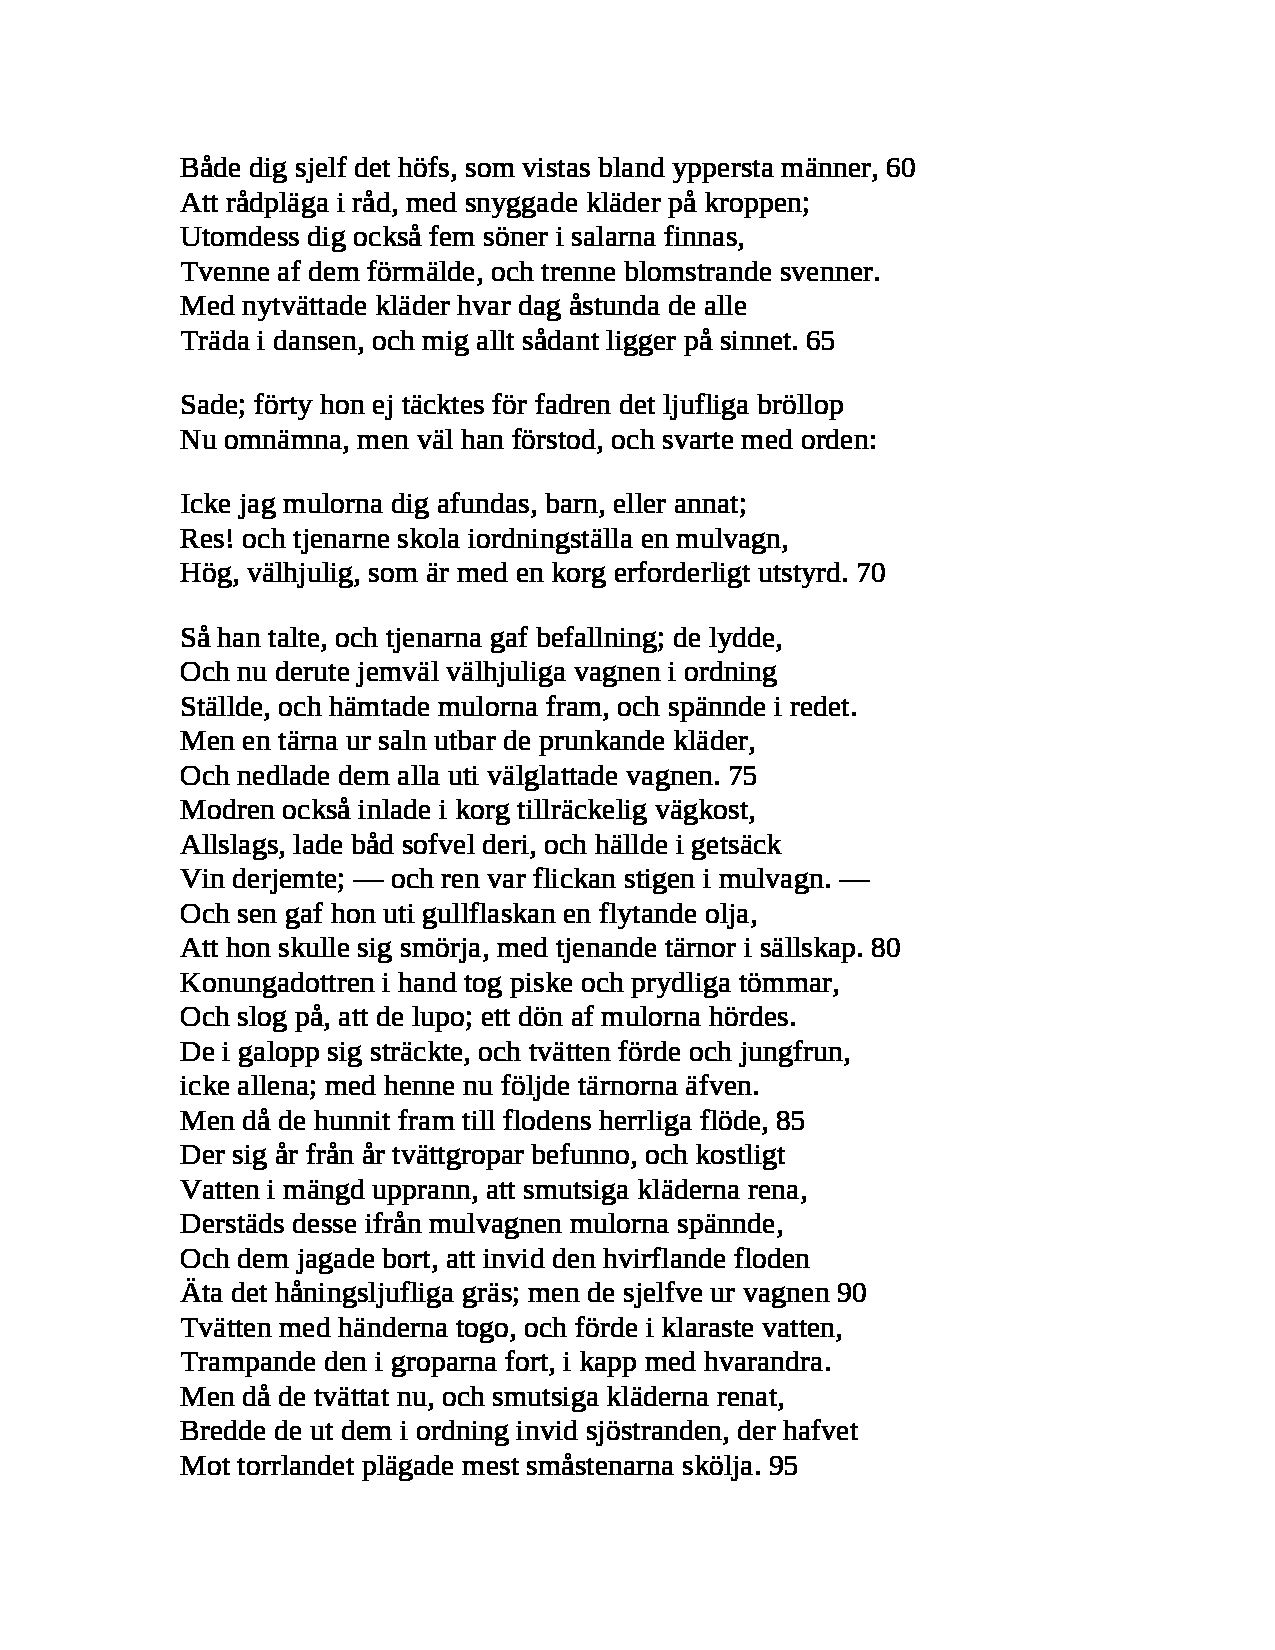 Både dig sjelf det höfs, som vistas bland yppersta männer, 60
Att rådpläga i råd, med snyggade kläder på kroppen;
Utomdess dig också fem söner i salarna finnas,
Tvenne af dem förmälde, och trenne blomstrande svenner.
Med nytvättade kläder hvar dag åstunda de alle
Träda i dansen, och mig allt sådant ligger på sinnet. 65

Sade; förty hon ej täcktes för fadren det ljufliga bröllop
Nu omnämna, men väl han förstod, och svarte med orden:

Icke jag mulorna dig afundas, barn, eller annat;
Res! och tjenarne skola iordningställa en mulvagn,
Hög, välhjulig, som är med en korg erforderligt utstyrd. 70

Så han talte, och tjenarna gaf befallning; de lydde,
Och nu derute jemväl välhjuliga vagnen i ordning
Ställde, och hämtade mulorna fram, och spännde i redet.
Men en tärna ur saln utbar de prunkande kläder,
Och nedlade dem alla uti välglattade vagnen. 75
Modren också inlade i korg tillräckelig vägkost,
Allslags, lade båd sofvel deri, och hällde i getsäck
Vin derjemte; — och ren var flickan stigen i mulvagn. —
Och sen gaf hon uti gullflaskan en flytande olja,
Att hon skulle sig smörja, med tjenande tärnor i sällskap. 80
Konungadottren i hand tog piske och prydliga tömmar,
Och slog på, att de lupo; ett dön af mulorna hördes.
De i galopp sig sträckte, och tvätten förde och jungfrun,
icke allena; med henne nu följde tärnorna äfven.
Men då de hunnit fram till flodens herrliga flöde, 85
Der sig år från år tvättgropar befunno, och kostligt
Vatten i mängd upprann, att smutsiga kläderna rena,
Derstäds desse ifrån mulvagnen mulorna spännde,
Och dem jagade bort, att invid den hvirflande floden
Äta det håningsljufliga gräs; men de sjelfve ur vagnen 90
Tvätten med händerna togo, och förde i klaraste vatten,
Trampande den i groparna fort, i kapp med hvarandra.
Men då de tvättat nu, och smutsiga kläderna renat,
Bredde de ut dem i ordning invid sjöstranden, der hafvet
Mot torrlandet plägade mest småstenarna skölja. 95